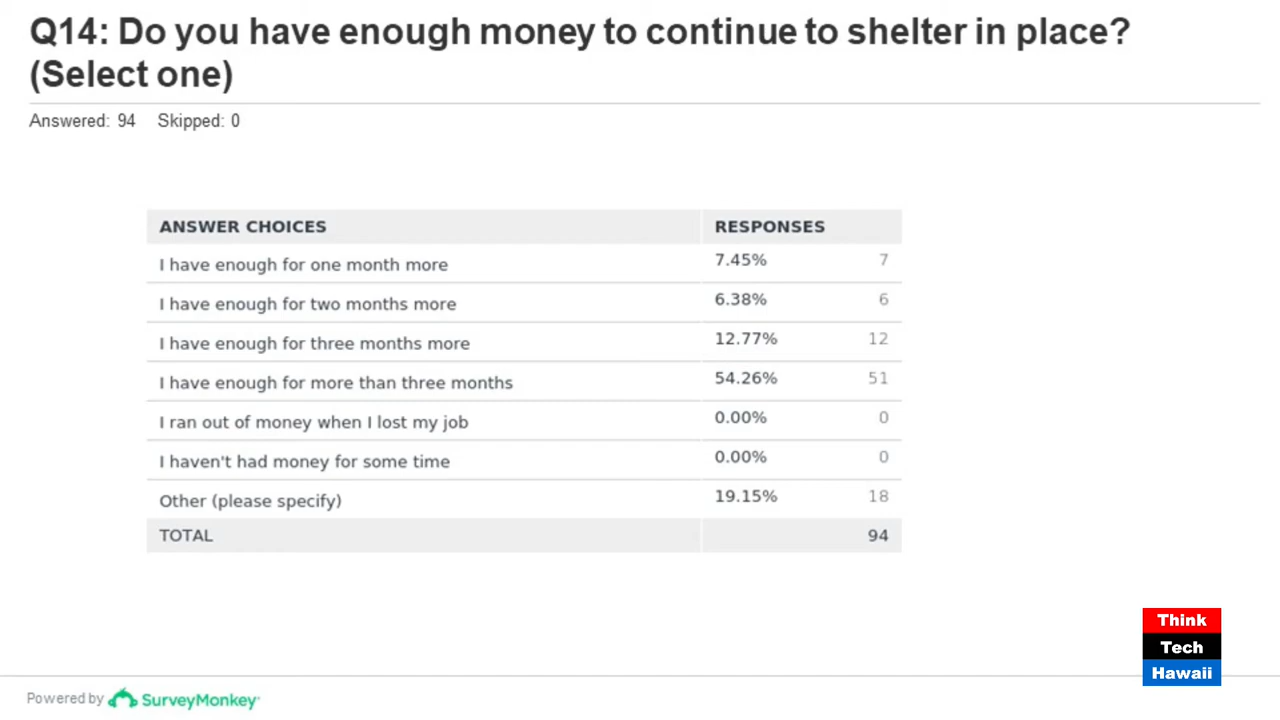 Q14: Do you have enough money to continue to shelter in place?
(Select one)
Answered: 94 Skipped: 0
ANSWER CHOICES RESPONSES
I have enough for one month more 7.45% 7
I have enough for two months more 6.38% 6
I have enough for three months more 12.77% 12
I have enough for more than three months 54.26% 51
I ran out of money when I lost my job 0.00% 0
I haven't had money for some time 0.00% 0
Other (please specify) 19.15% 18
TOTAL 94
Think
Tech
Hawaii
Powered by SurveyMonkey